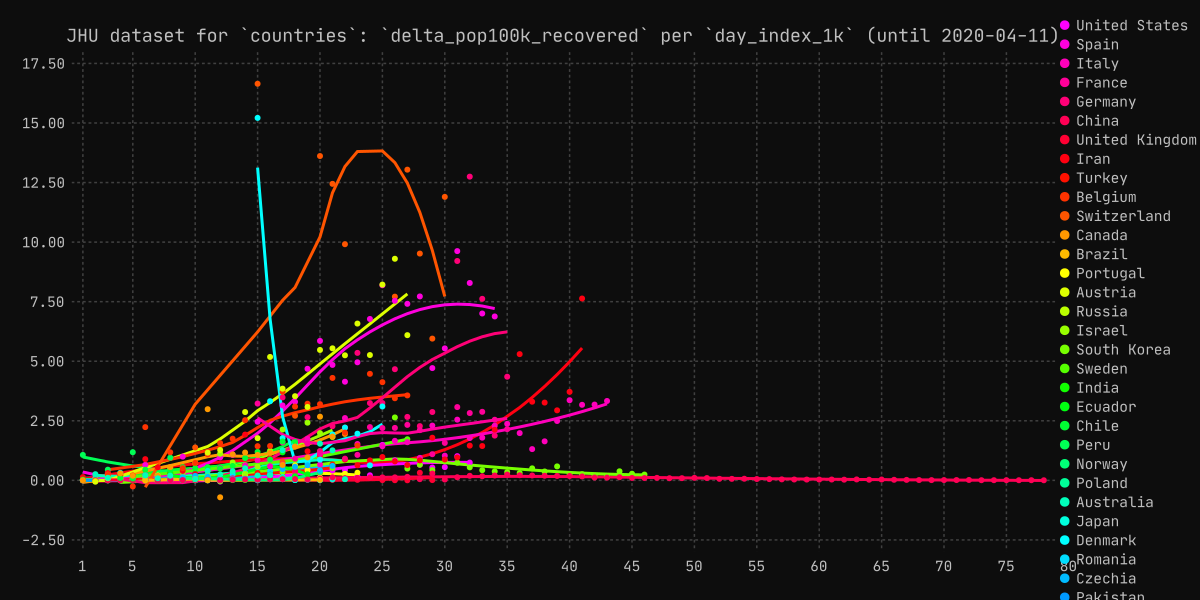 JHU dataset for `countries`: `delta_pop100k_recovered` per `day_index_1k` (until 2020-04-11)
17.50
15.00
12.50
10.00
7.50
5.00
2.50
0.00
-2.50
1 5 10 15 20 25 30 35 40 45 50 55 60 65 70 75 80
United States
Spain
Italy
France
Germany
China
United Kingdom
Iran
Turkey
Belgium
Switzerland
Canada
Brazil
Portugal
Austria
Russia
Israel
South Korea
Sweden
India
Ecuador
Chile
Peru
Norway
Poland
Australia
Japan
Denmark
Romania
Czechia
Pakistan